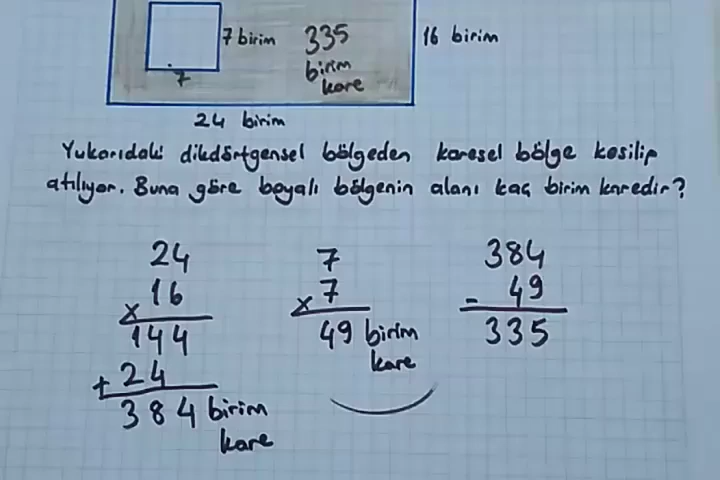 7 birim 335 16 birim
birim
kare
7
24 birim
Yukarıdaki dikdörtgensel bölgeden karesel bölge kesilip
atılıyor. Buna göre boyalı bölgenin alanı kaç birim karedir?
24
x 16
144
+ 24
384 birim
kare
7
x 7
49 birim
kare
384
- 49
335